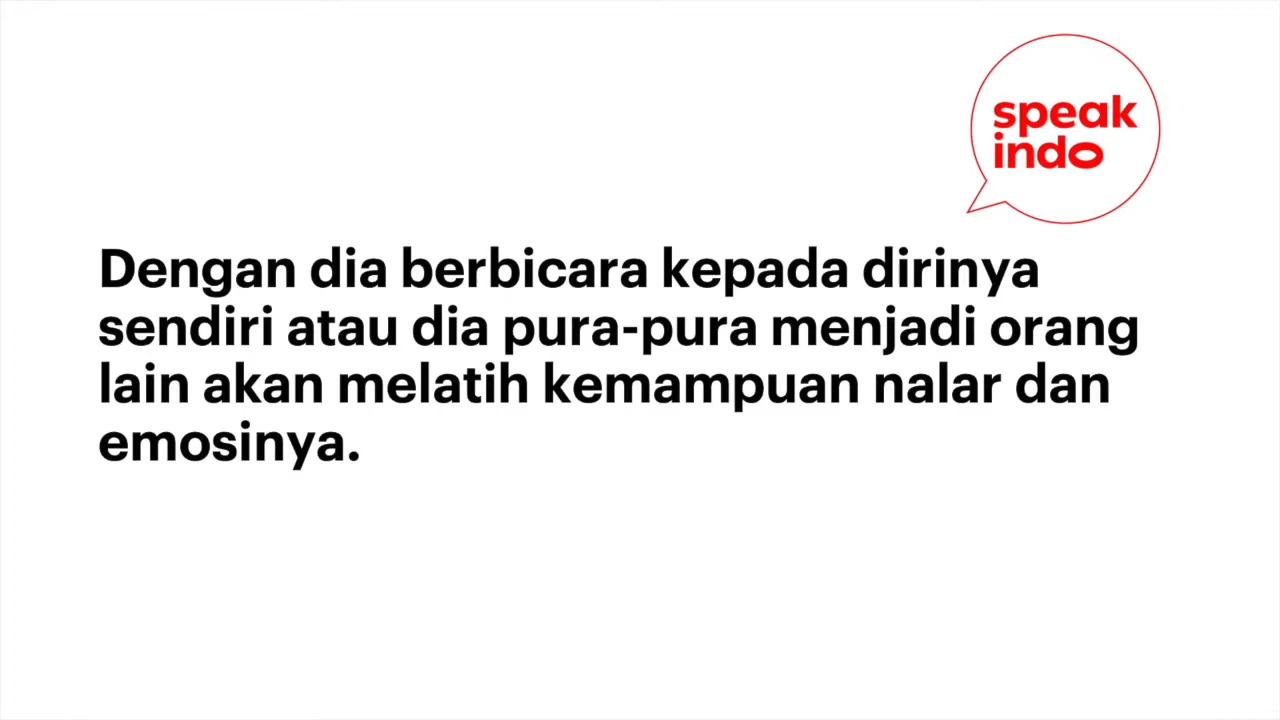 speak
indo
Dengan dia berbicara kepada dirinya
sendiri atau dia pura-pura menjadi orang
lain akan melatih kemampuan nalar dan
emosinya.